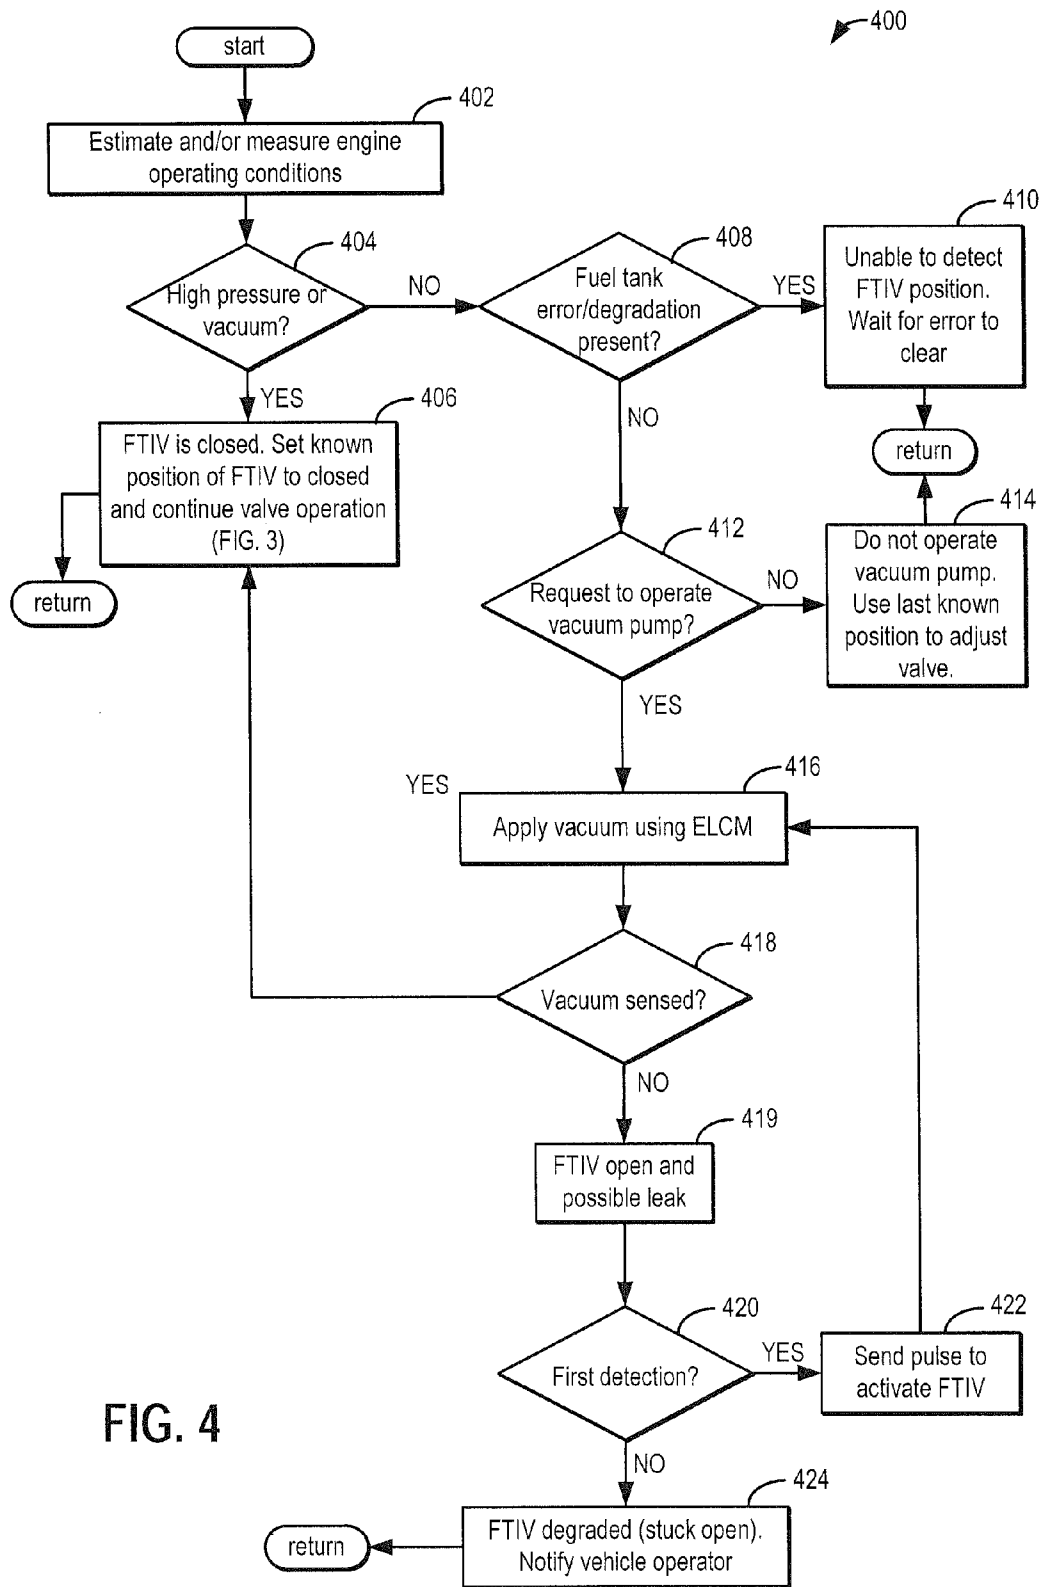 400
start
402
Estimate and/or measure engine
operating conditions
404
High pressure or
vacuum?
NO
YES
408
Fuel tank
error/degradation
present?
YES
NO
410
Unable to detect
FTIV position.
Wait for error to
clear
return
406
FTIV is closed. Set known
position of FTIV to closed
and continue valve operation
(FIG. 3)
return
412
Request to operate
vacuum pump?
NO
YES
414
Do not operate
vacuum pump.
Use last known
position to adjust
valve.
416
YES
Apply vacuum using ELCM
418
Vacuum sensed?
NO
419
FTIV open and
possible leak
420
First detection?
YES
NO
422
Send pulse to
activate FTIV
424
FTIV degraded (stuck open).
Notify vehicle operator
return
FIG. 4